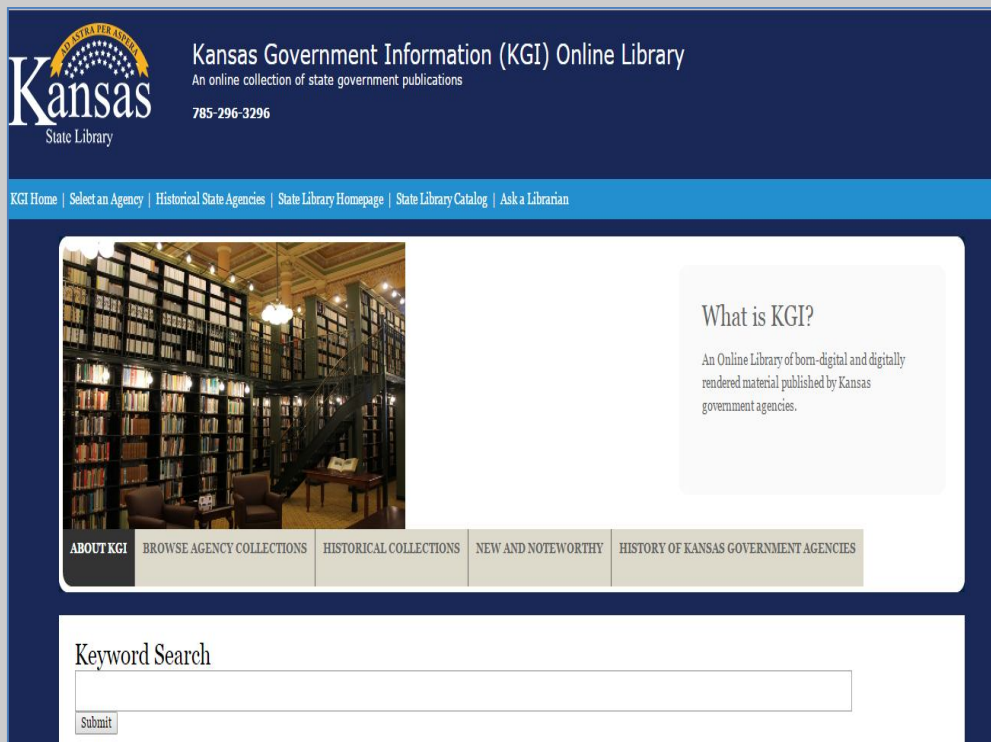 AD ASTRA PER ASPERA
Kansas
State Library
Kansas Government Information (KGI) Online Library
An online collection of state government publications
785-296-3296
KGI Home | Select an Agency | Historical State Agencies | State Library Homepage | State Library Catalog | Ask a Librarian
What is KGI?
An Online Library of born-digital and digitally
rendered material published by Kansas
government agencies.
ABOUT KGI
BROWSE AGENCY COLLECTIONS
HISTORICAL COLLECTIONS
NEW AND NOTEWORTHY
HISTORY OF KANSAS GOVERNMENT AGENCIES
Keyword Search
Submit